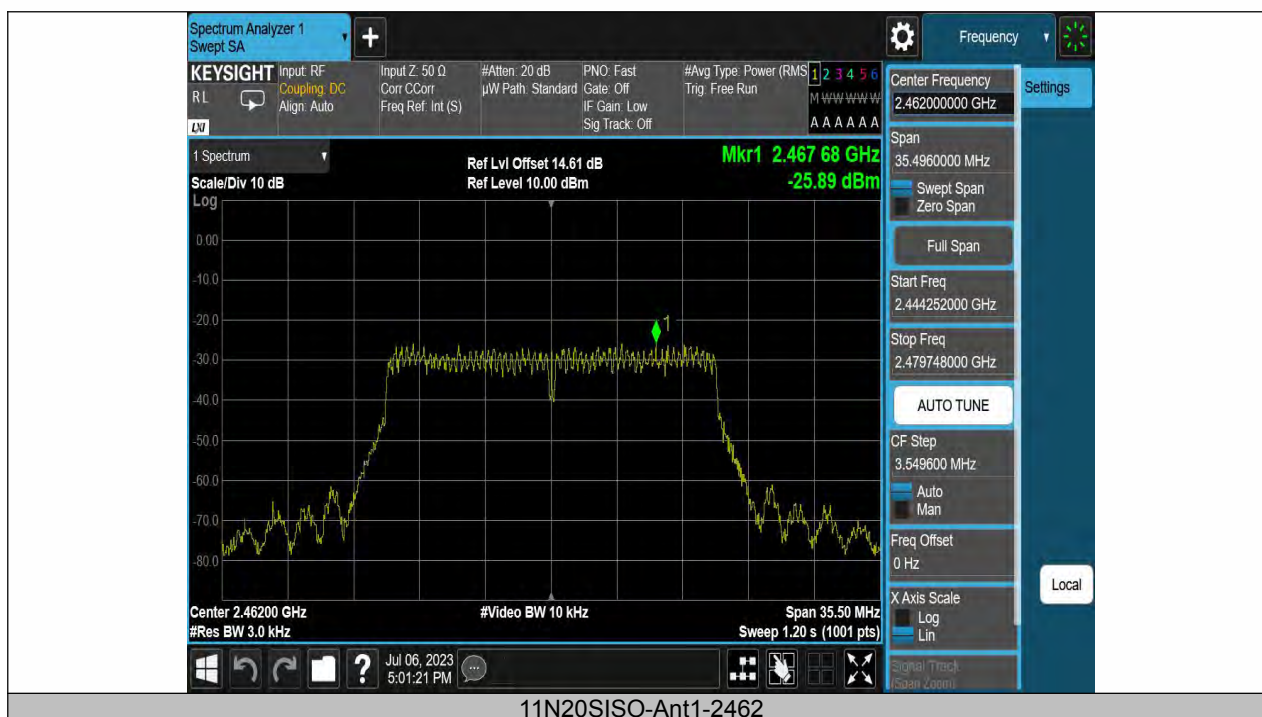 Spectrum Analyzer 1
Swept SA
+
Frequency
KEYSIGHT
RL
LXI
Input: RF
Coupling: DC
Align: Auto
Input Z: 50 Ω
Corr CCorr
Freq Ref: Int (S)
#Atten: 20 dB
µW Path: Standard
PNO: Fast
Gate: Off
IF Gain: Low
Sig Track: Off
#Avg Type: Power (RMS
Trig: Free Run
1 2 3 4 5 6
M W W W W W
A A A A A A
1 Spectrum
Scale/Div 10 dB
Log
Ref Lvl Offset 14.61 dB
Ref Level 10.00 dBm
Mkr1 2.467 68 GHz
-25.89 dBm
1
0.00
-10.0
-20.0
-30.0
-40.0
-50.0
-60.0
-70.0
-80.0
Center 2.46200 GHz
#Res BW 3.0 kHz
#Video BW 10 kHz
Span 35.50 MHz
Sweep 1.20 s (1001 pts)
Center Frequency
2.462000000 GHz
Settings
Span
35.4960000 MHz
Swept Span
Zero Span
Full Span
Start Freq
2.444252000 GHz
Stop Freq
2.479748000 GHz
AUTO TUNE
CF Step
3.549600 MHz
Auto
Man
Freq Offset
0 Hz
X Axis Scale
Log
Lin
Signal Track
(Span Zoom)
Local
?
Jul 06, 2023
5:01:21 PM
11N20SISO-Ant1-2462